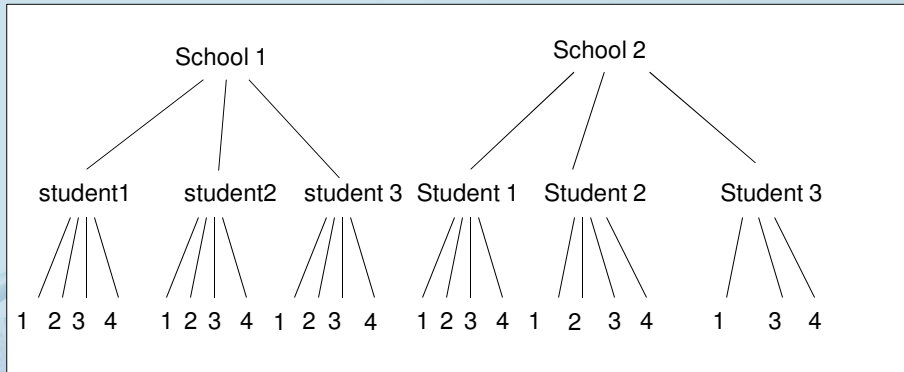 School 1 School 2
student1 student2 student 3 Student 1 Student 2 Student 3
1 2 3 4 1 2 3 4 1 2 3 4 1 2 3 4 1 2 3 4 1 3 4